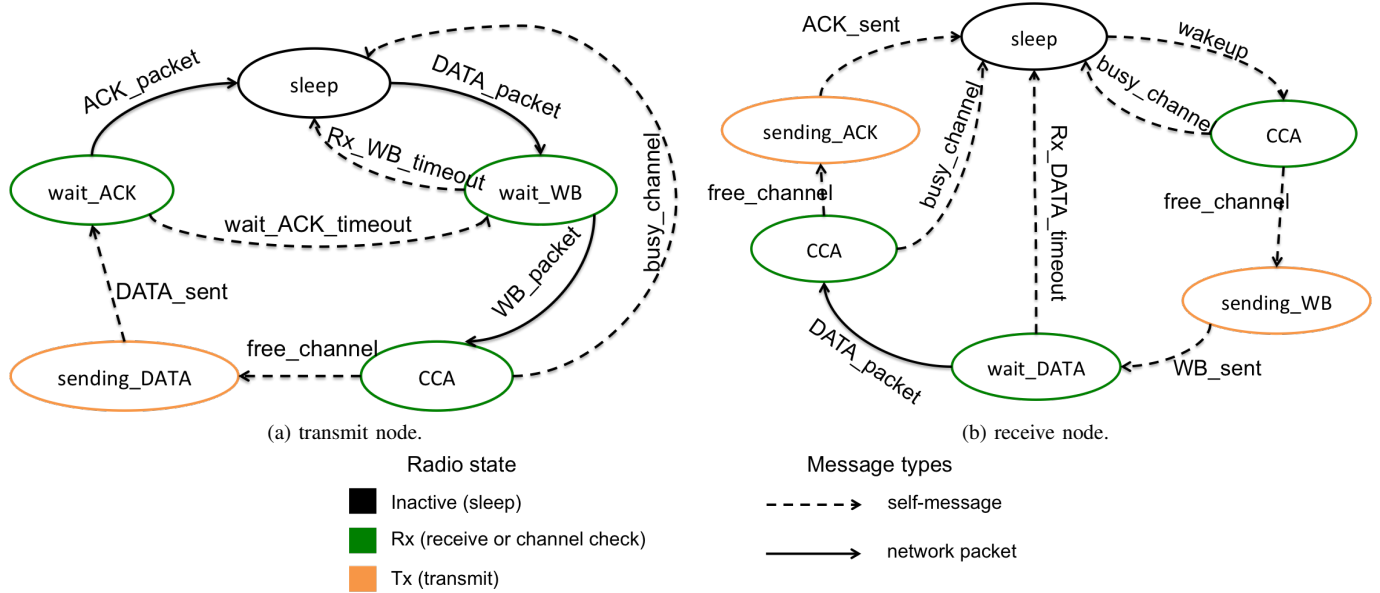 sleep
DATA_packet
ACK_packet
Rx_WB_timeout
wait_ACK
wait_WB
wait_ACK_timeout
busy_channel
WB_packet
DATA_sent
free_channel
sending_DATA
CCA
(a) transmit node.
ACK_sent
sleep
wakeup
busy_channel
CCA
sending_ACK
busy_channel
Rx_DATA_timeout
free_channel
free_channel
CCA
sending_WB
DATA_packet
wait_DATA
WB_sent
(b) receive node.
Radio state
Inactive (sleep)
Rx (receive or channel check)
Tx (transmit)
Message types
self-message
network packet